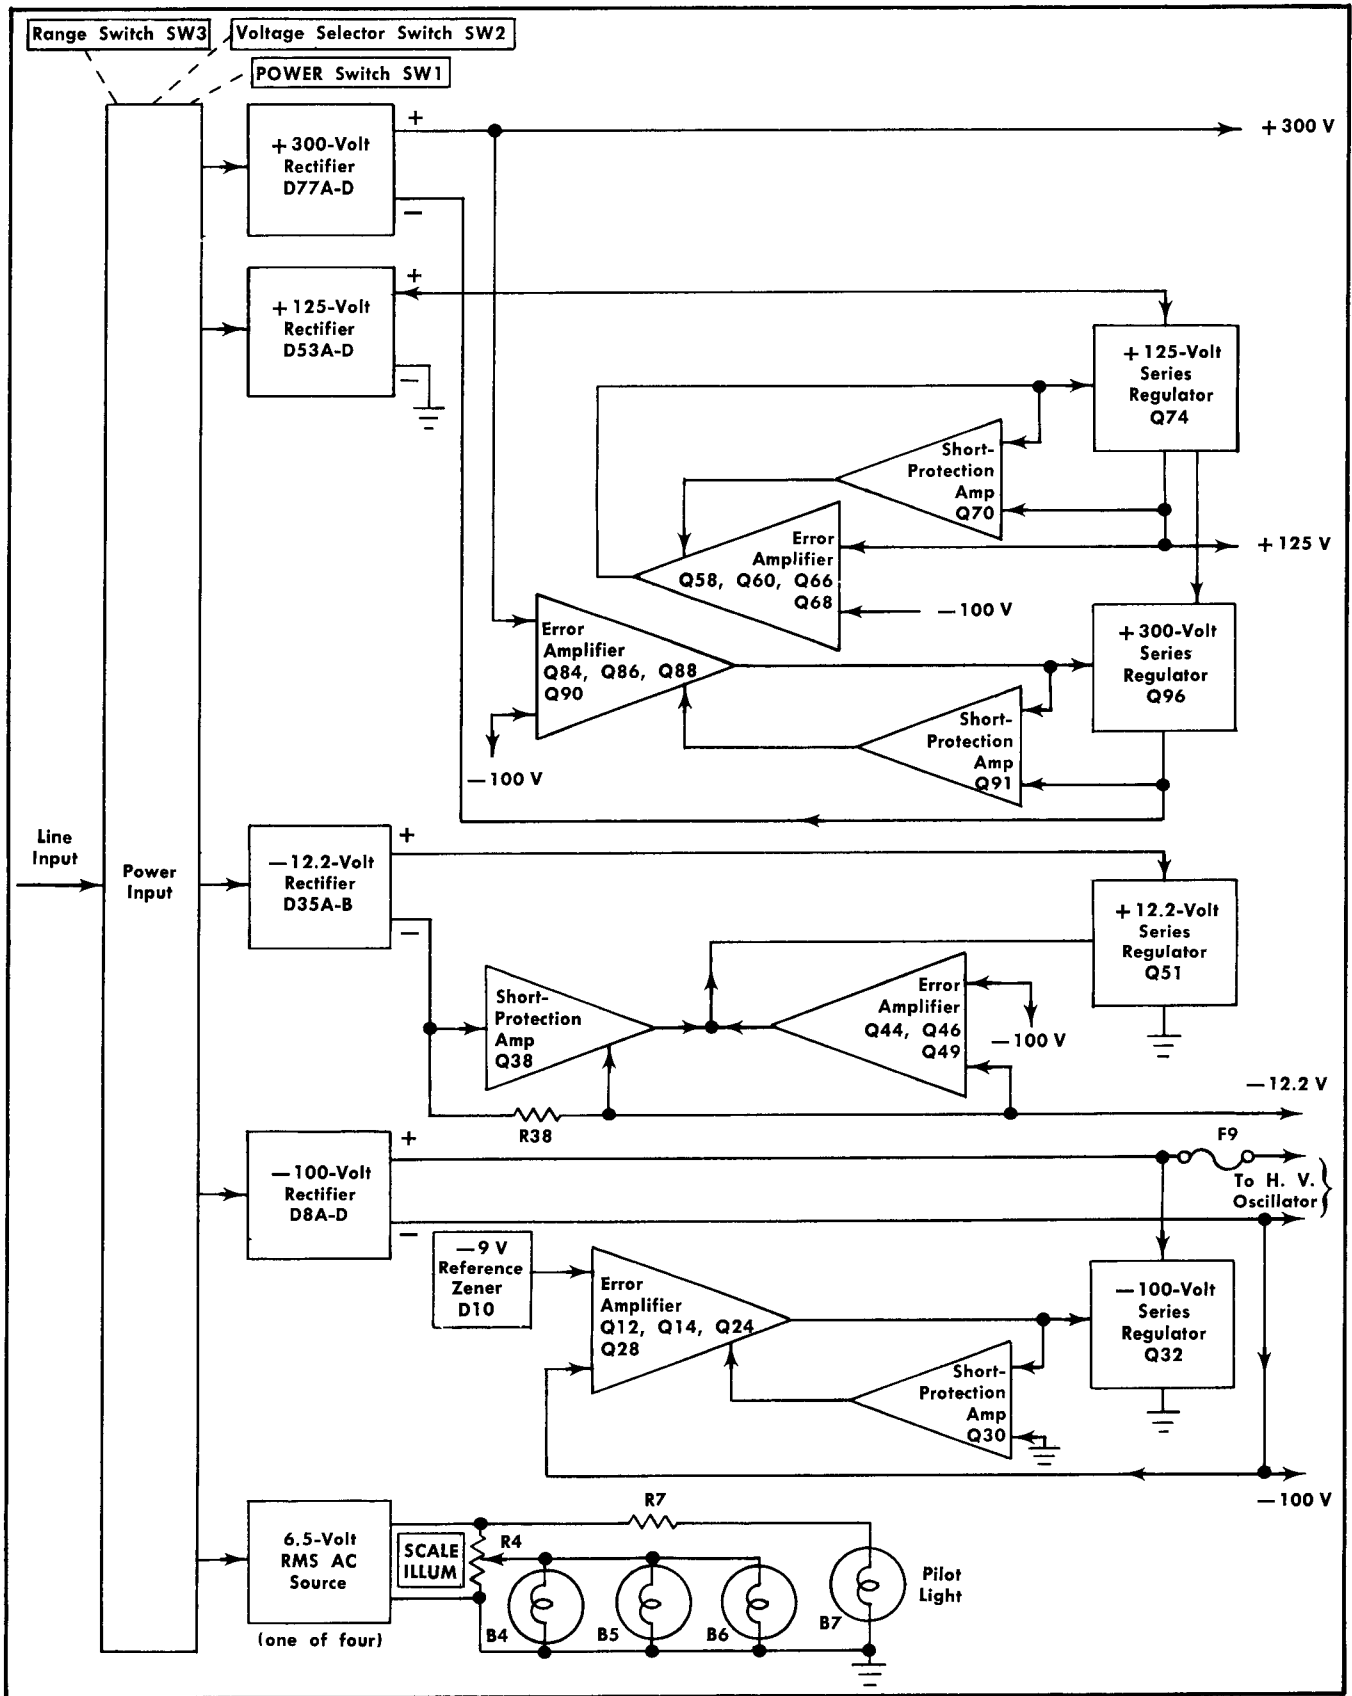 Range Switch SW3
Voltage Selector Switch SW2
POWER Switch SW1
+300-Volt
Rectifier
D77A-D
+
−
+300 V
+125-Volt
Rectifier
D53A-D
+
−
+125-Volt
Series
Regulator
Q74
Short-
Protection
Amp
Q70
Error
Amplifier
Q58, Q60, Q66
Q68
+125 V
−100 V
Error
Amplifier
Q84, Q86, Q88
Q90
−100 V
+300-Volt
Series
Regulator
Q96
Short-
Protection
Amp
Q91
Line
Input
Power
Input
−12.2-Volt
Rectifier
D35A-B
+
−
+12.2-Volt
Series
Regulator
Q51
Short-
Protection
Amp
Q38
Error
Amplifier
Q44, Q46
Q49
−100 V
R38
−12.2 V
−100-Volt
Rectifier
D8A-D
+
−
F9
To H. V.
Oscillator
−9 V
Reference
Zener
D10
Error
Amplifier
Q12, Q14, Q24
Q28
−100-Volt
Series
Regulator
Q32
Short-
Protection
Amp
Q30
−100 V
6.5-Volt
RMS AC
Source
(one of four)
SCALE
ILLUM
R4
R7
B4
B5
B6
B7
Pilot
Light